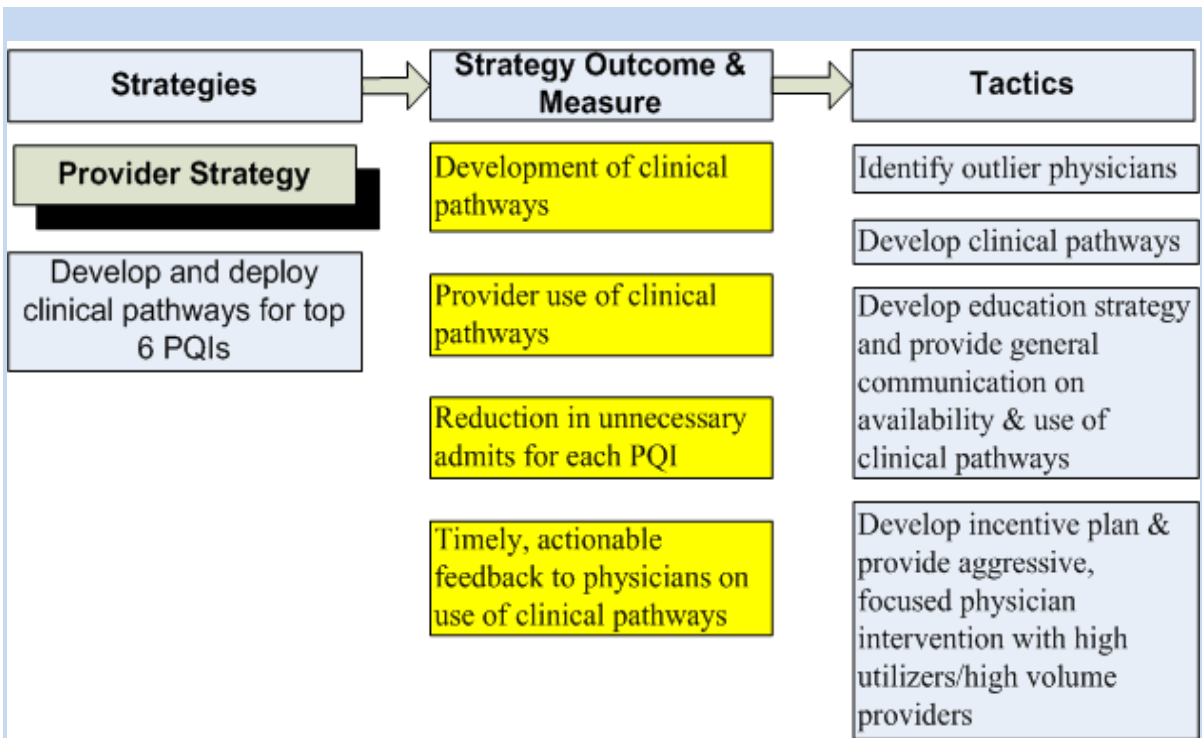 Strategies
Strategy Outcome &
Measure
Tactics
Provider Strategy
Develop and deploy
clinical pathways for top
6 PQIs
Development of clinical
pathways
Provider use of clinical
pathways
Reduction in unnecessary
admits for each PQI
Timely, actionable
feedback to physicians on
use of clinical pathways
Identify outlier physicians
Develop clinical pathways
Develop education strategy
and provide general
communication on
availability & use of
clinical pathways
Develop incentive plan &
provide aggressive,
focused physician
intervention with high
utilizers/high volume
providers